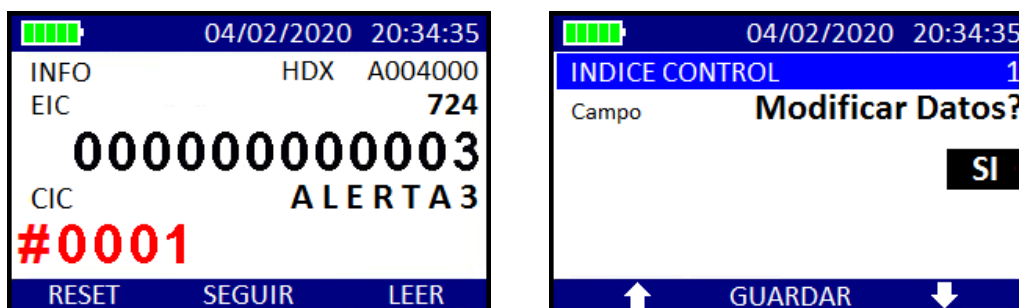 04/02/2020 20:34:35
INFO HDX A004000
EIC 724
000000000003
CIC ALERTA3
#0001
RESET SEGUIR LEER
04/02/2020 20:34:35
INDICE CONTROL 1
Campo Modificar Datos?
SI
GUARDAR